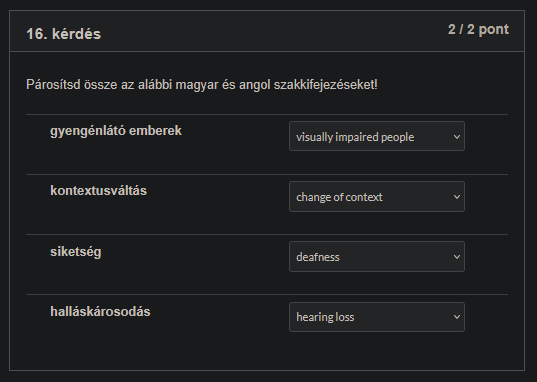 16. kérdés
2 / 2 pont
Párosítsd össze az alábbi magyar és angol szakkifejezéseket!
gyengénlátó emberek
visually impaired people
kontextusváltás
change of context
siketség
deafness
halláskárosodás
hearing loss